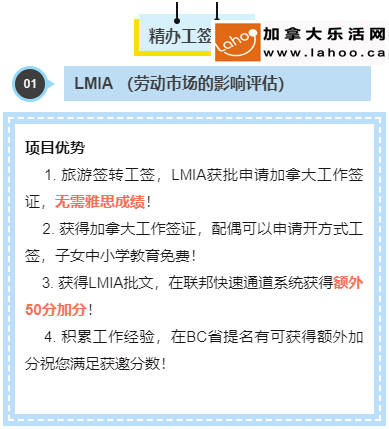 精办工签
Lahoo
加拿大乐活网
www.lahoo.ca
01
LMIA （劳动市场的影响评估）
项目优势
1. 旅游签转工签，LMIA获批申请加拿大工作签
证，无需雅思成绩！
2. 获得加拿大工作签证，配偶可以申请开方式工
签，子女中小学教育免费！
3. 获得LMIA批文，在联邦快速通道系统获得额外
50分加分！
4. 积累工作经验，在BC省提名有可获得额外加
分祝您满足获邀分数！